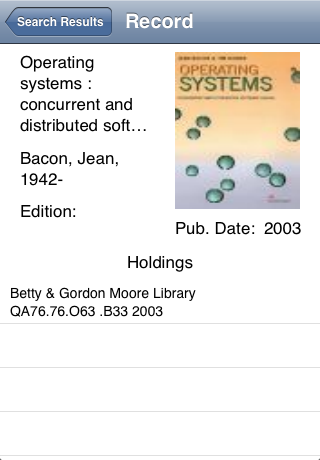 Search Results
Record
Operating
systems :
concurrent and
distributed soft...
Bacon, Jean,
1942-
Edition:
OPERATING
SYSTEMS
Pub. Date: 2003
Holdings
Betty & Gordon Moore Library
QA76.76.O63 .B33 2003